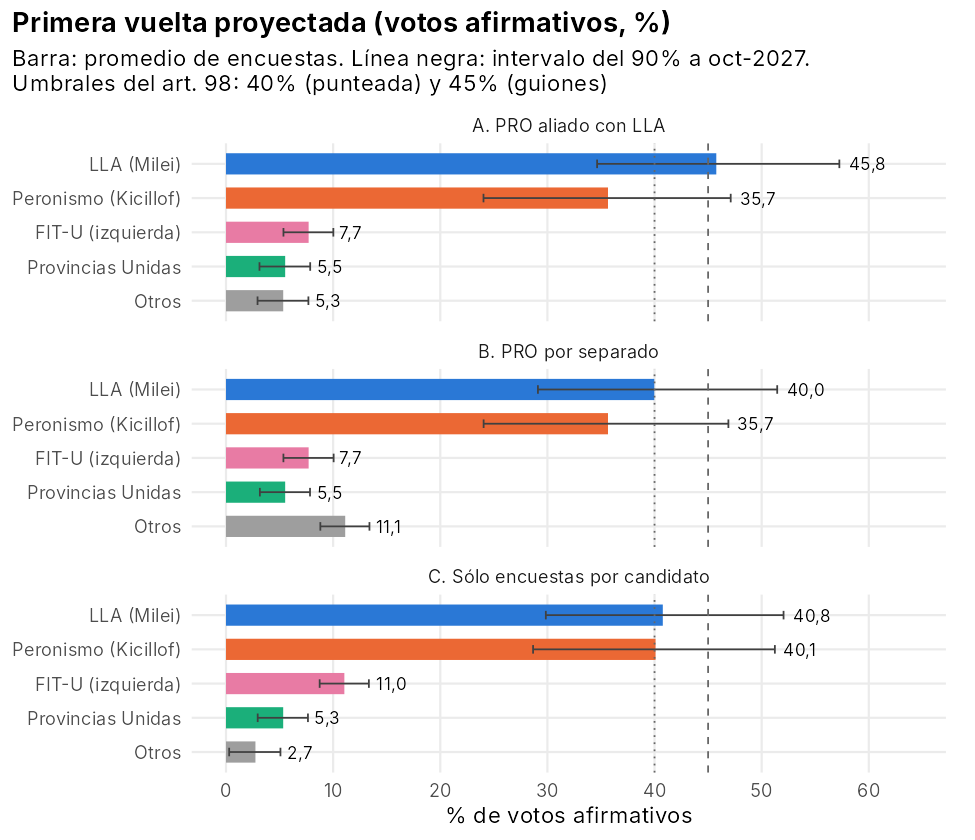 Primera vuelta proyectada (votos afirmativos, %)
Barra: promedio de encuestas. Línea negra: intervalo del 90% a oct-2027.
Umbrales del art. 98: 40% (punteada) y 45% (guiones)
A. PRO aliado con LLA
LLA (Milei) 45,8
Peronismo (Kicillof) 35,7
FIT-U (izquierda) 7,7
Provincias Unidas 5,5
Otros 5,3
B. PRO por separado
LLA (Milei) 40,0
Peronismo (Kicillof) 35,7
FIT-U (izquierda) 7,7
Provincias Unidas 5,5
Otros 11,1
C. Sólo encuestas por candidato
LLA (Milei) 40,8
Peronismo (Kicillof) 40,1
FIT-U (izquierda) 11,0
Provincias Unidas 5,3
Otros 2,7
0 10 20 30 40 50 60
% de votos afirmativos